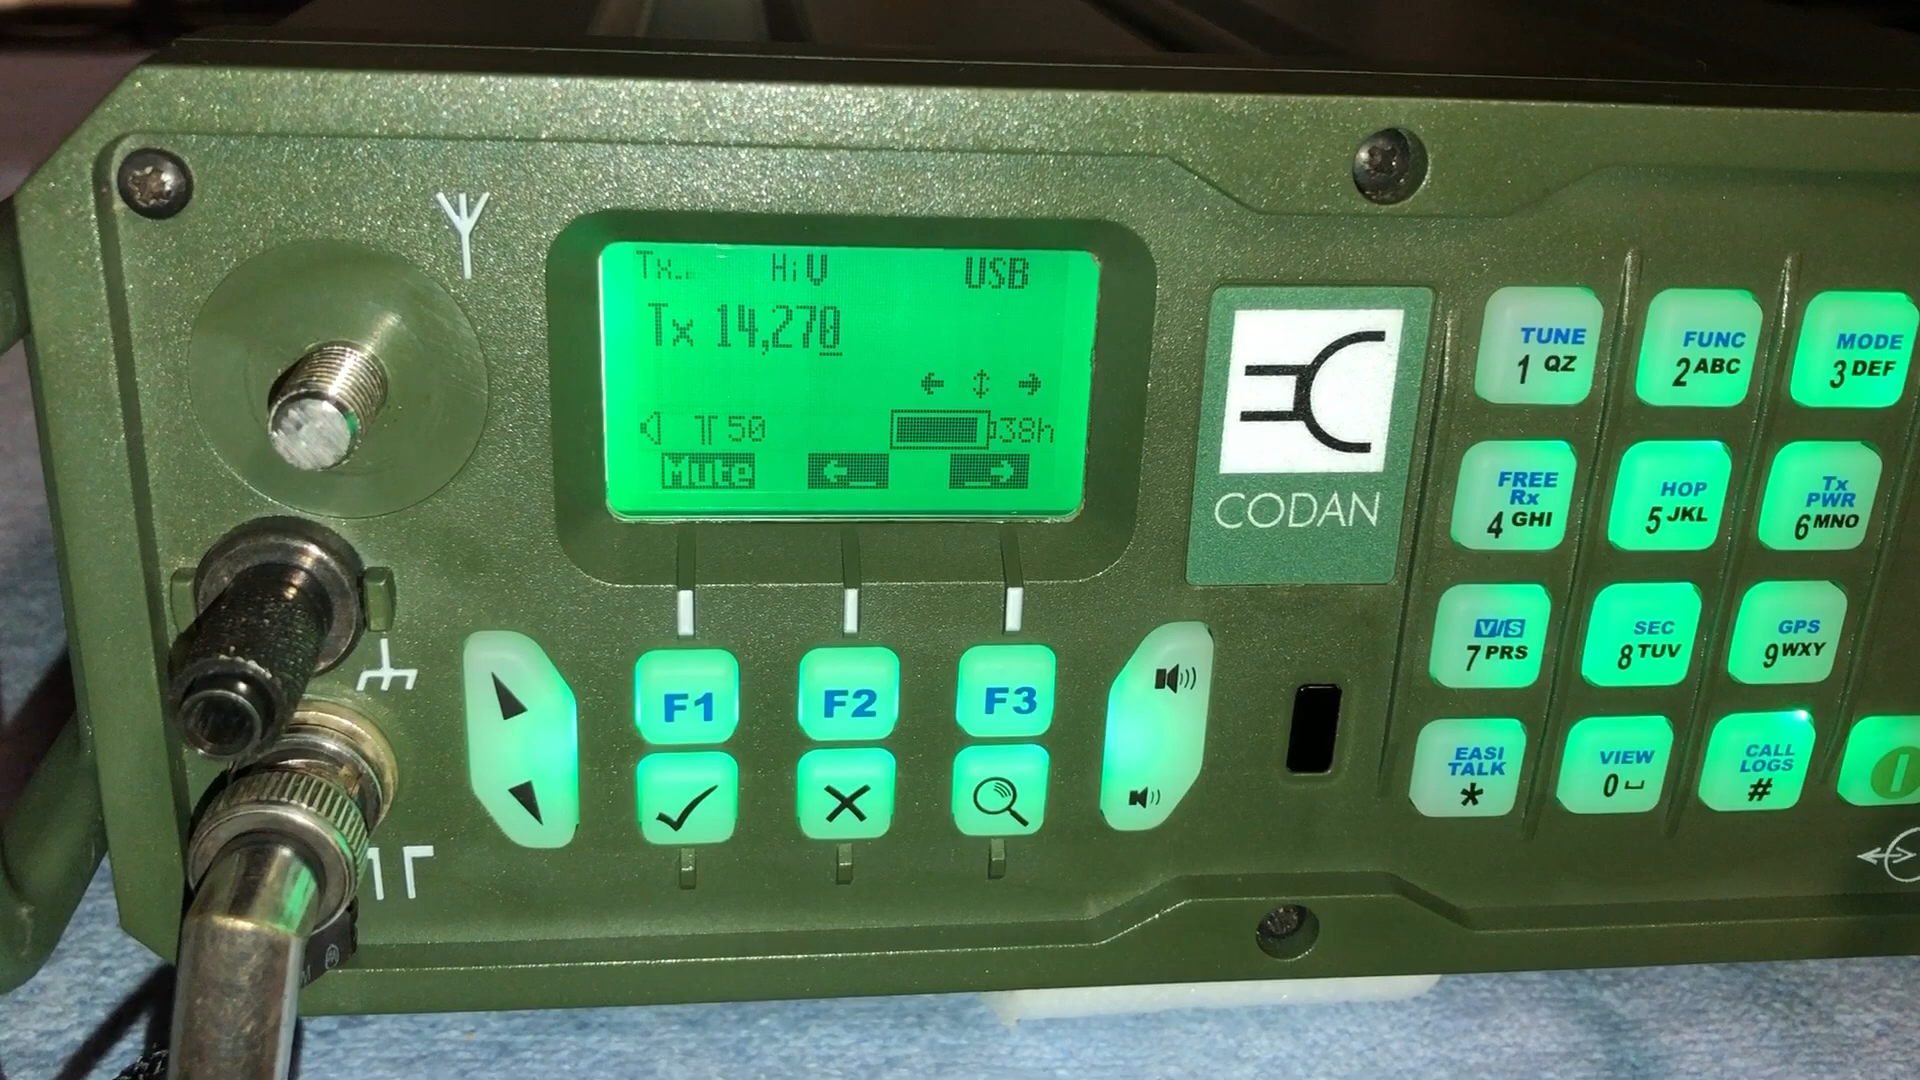 Tx HiV USB
Tx 14,270
50 38h
Mute
CODAN
F1 F2 F3
TUNE
1 QZ
FUNC
2 ABC
MODE
3 DEF
FREE
Rx
4 GHI
HOP
5 JKL
Tx
PWR
6 MNO
V/S
7 PRS
SEC
8 TUV
GPS
9 WXY
EASI
TALK
*
VIEW
0
CALL
LOGS
#